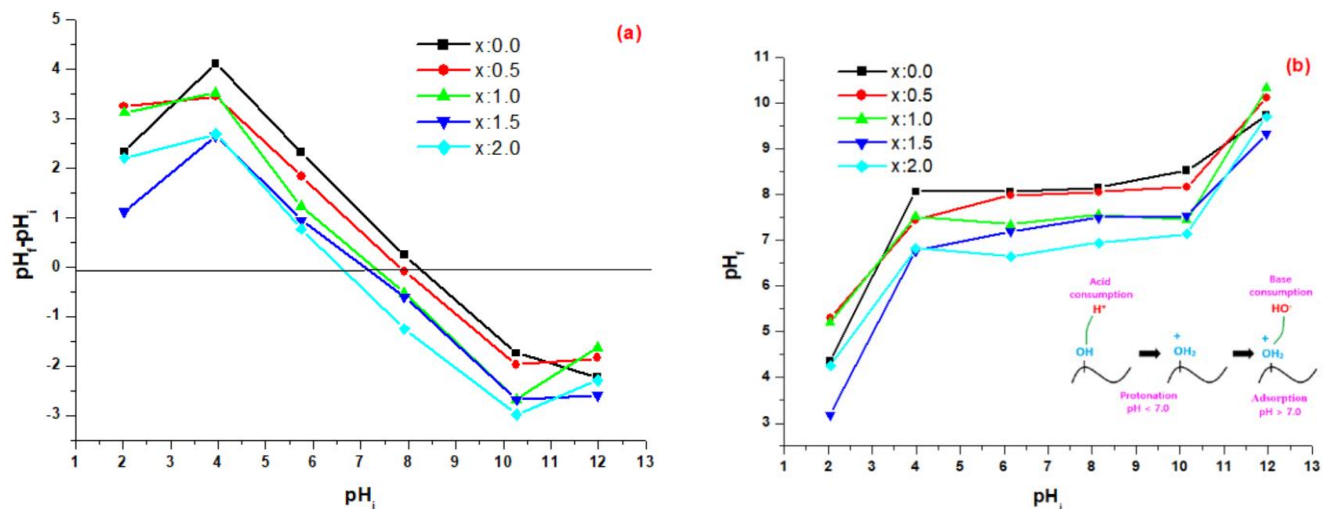 (a)
5
4
3
2
1
0
-1
-2
-3
pHf-pHi
x:0.0
x:0.5
x:1.0
x:1.5
x:2.0
1 2 3 4 5 6 7 8 9 10 11 12 13
pHi
(b)
11
10
9
8
7
6
5
4
3
pHf
x:0.0
x:0.5
x:1.0
x:1.5
x:2.0
Acid
consumption
H+
OH
+
OH2
Protonation
pH < 7.0
Base
consumption
HO-
+
OH2
Adsorption
pH > 7.0
1 2 3 4 5 6 7 8 9 10 11 12 13
pHi